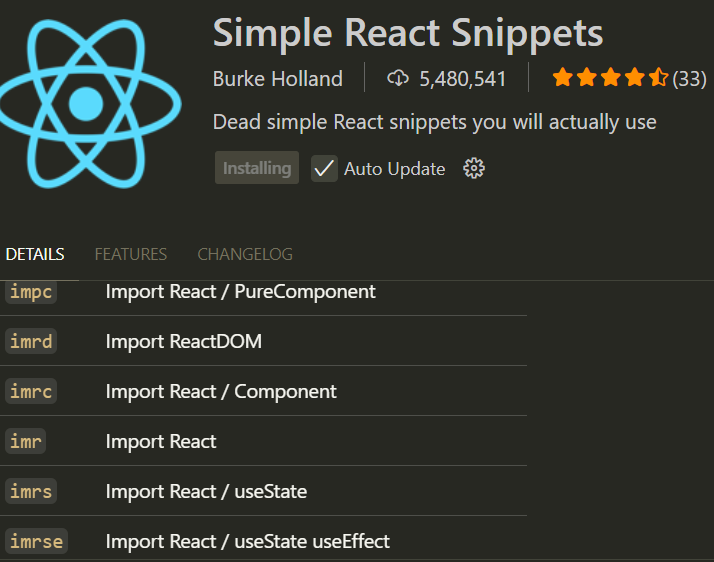 Simple React Snippets
Burke Holland 5,480,541 (33)
Dead simple React snippets you will actually use
Installing Auto Update
DETAILS FEATURES CHANGELOG
impc Import React / PureComponent
imrd Import ReactDOM
imrc Import React / Component
imr Import React
imrs Import React / useState
imrse Import React / useState useEffect